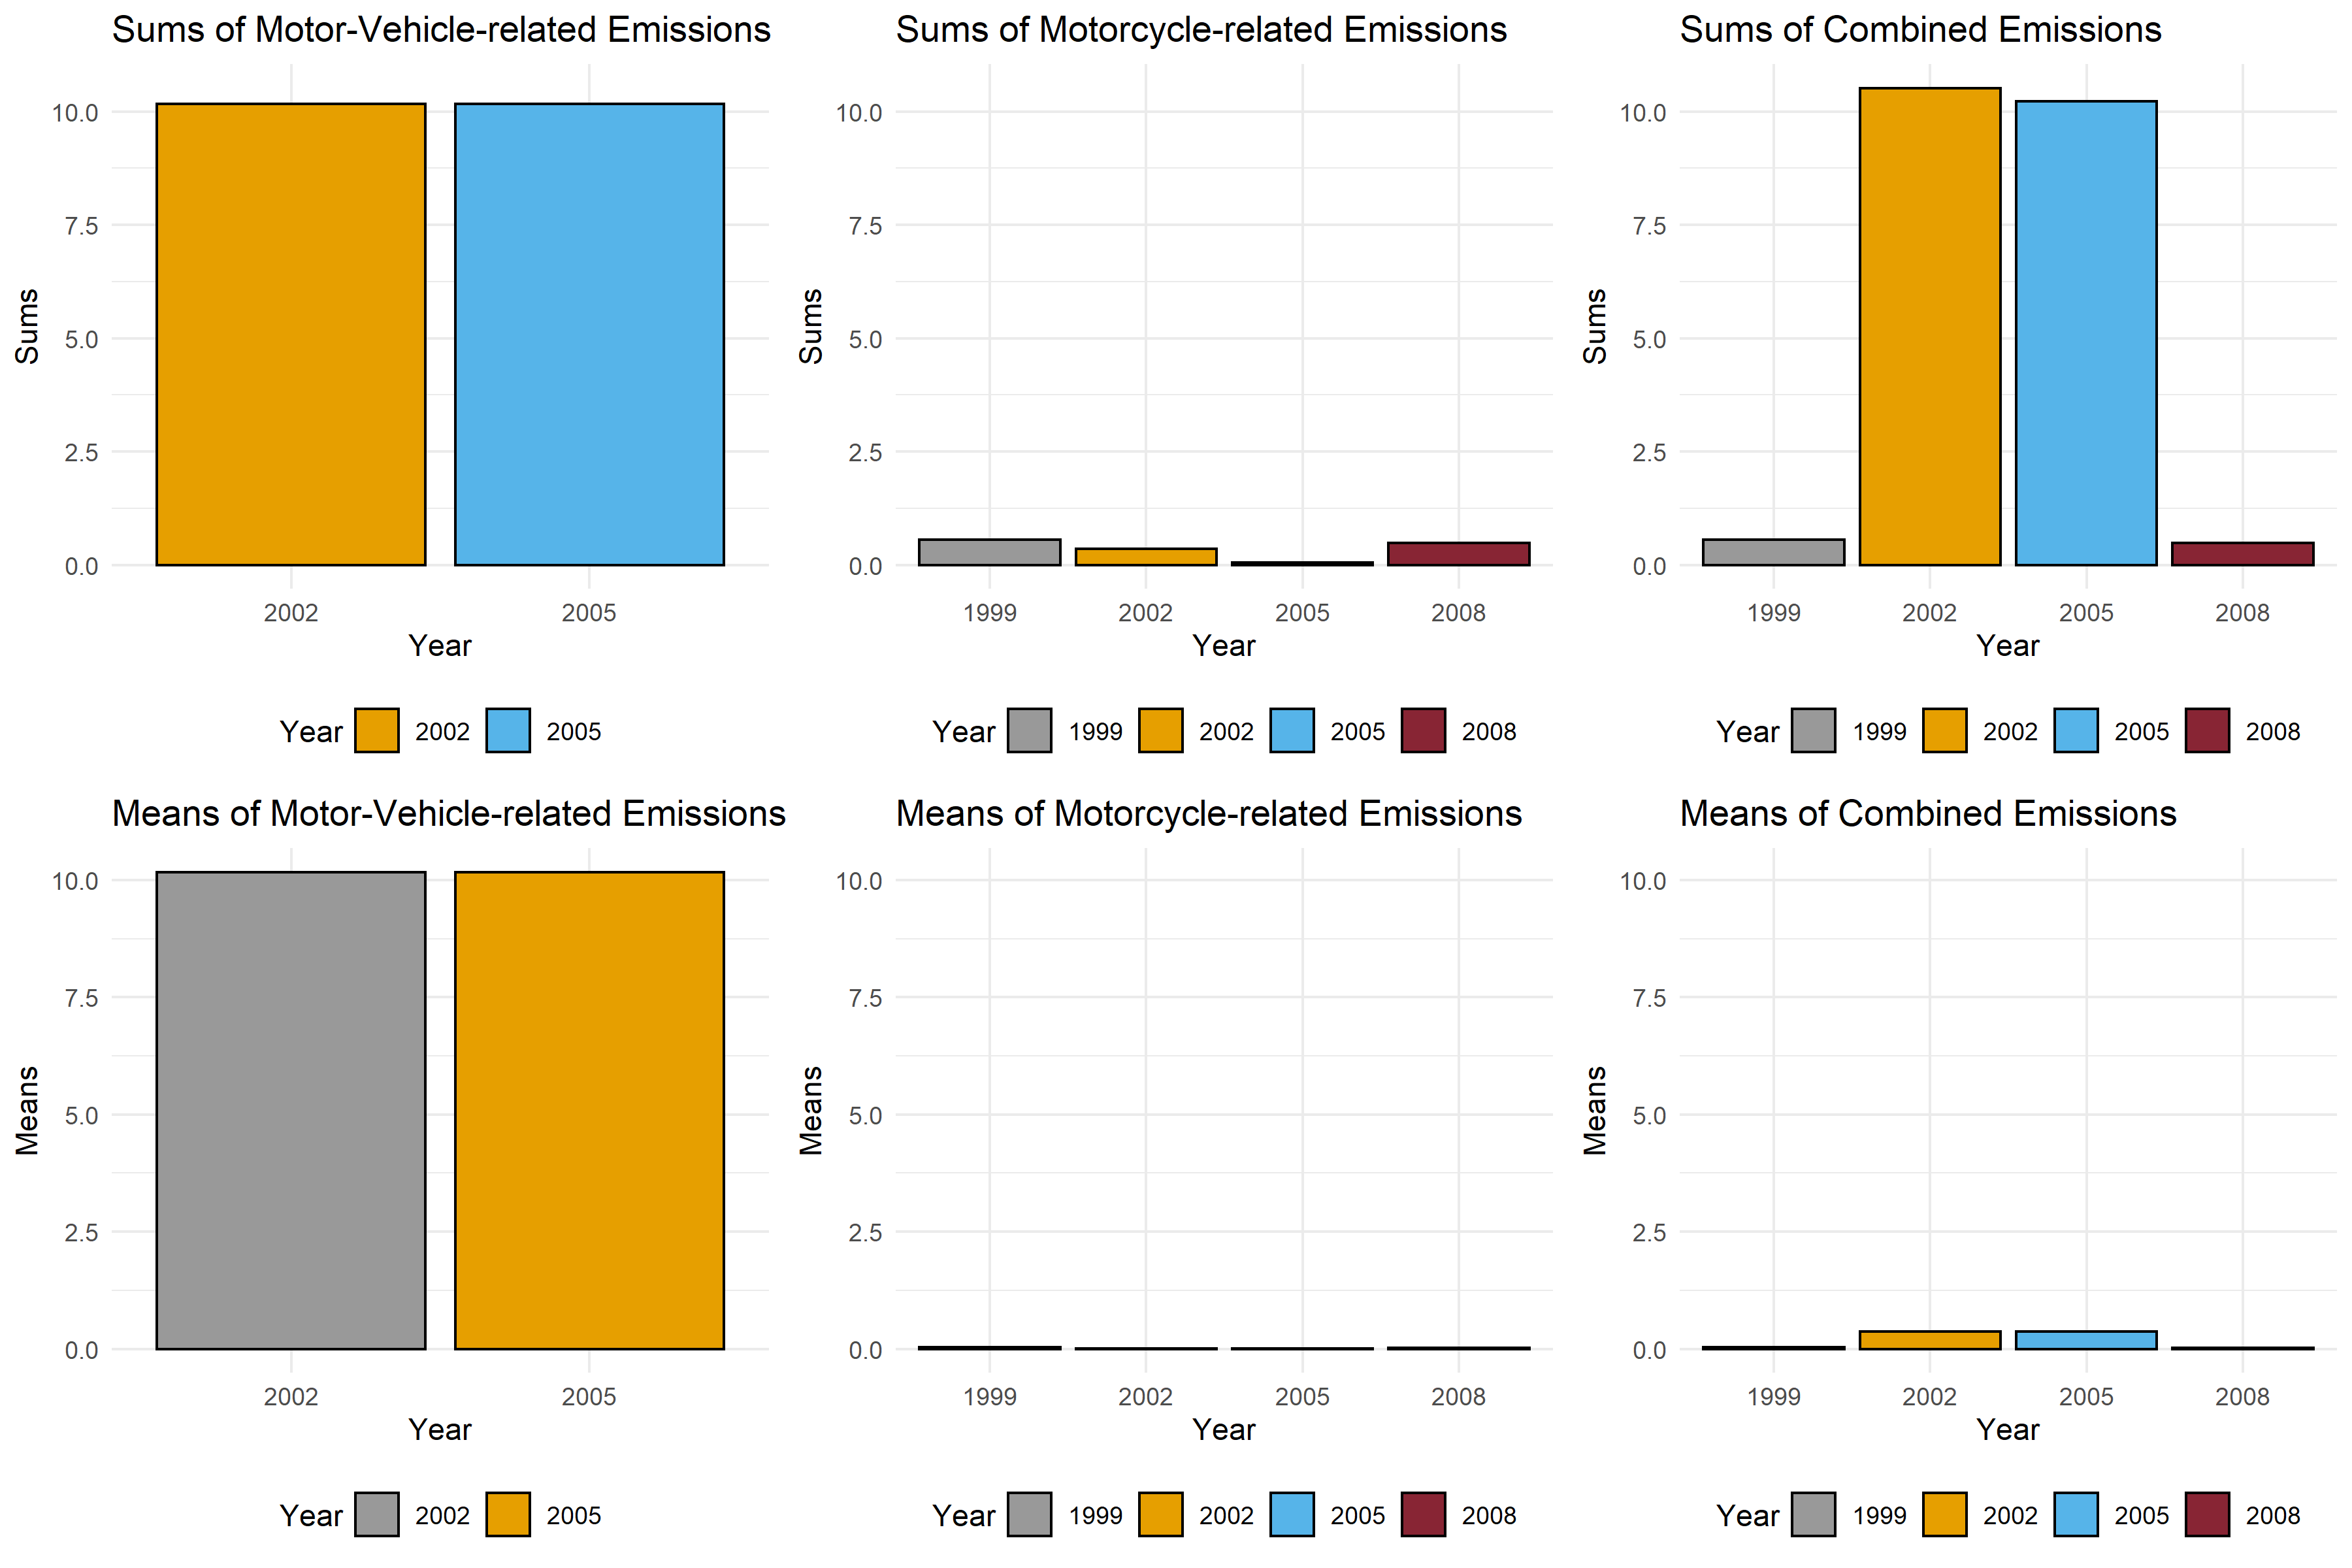 Sums of Motor-Vehicle-related Emissions
Sums
10.0
7.5
5.0
2.5
0.0
2002 2005
Year
Year 2002 2005
Sums of Motorcycle-related Emissions
Sums
10.0
7.5
5.0
2.5
0.0
1999 2002 2005 2008
Year
Year 1999 2002 2005 2008
Sums of Combined Emissions
Sums
10.0
7.5
5.0
2.5
0.0
1999 2002 2005 2008
Year
Year 1999 2002 2005 2008
Means of Motor-Vehicle-related Emissions
Means
10.0
7.5
5.0
2.5
0.0
2002 2005
Year
Year 2002 2005
Means of Motorcycle-related Emissions
Means
10.0
7.5
5.0
2.5
0.0
1999 2002 2005 2008
Year
Year 1999 2002 2005 2008
Means of Combined Emissions
Means
10.0
7.5
5.0
2.5
0.0
1999 2002 2005 2008
Year
Year 1999 2002 2005 2008